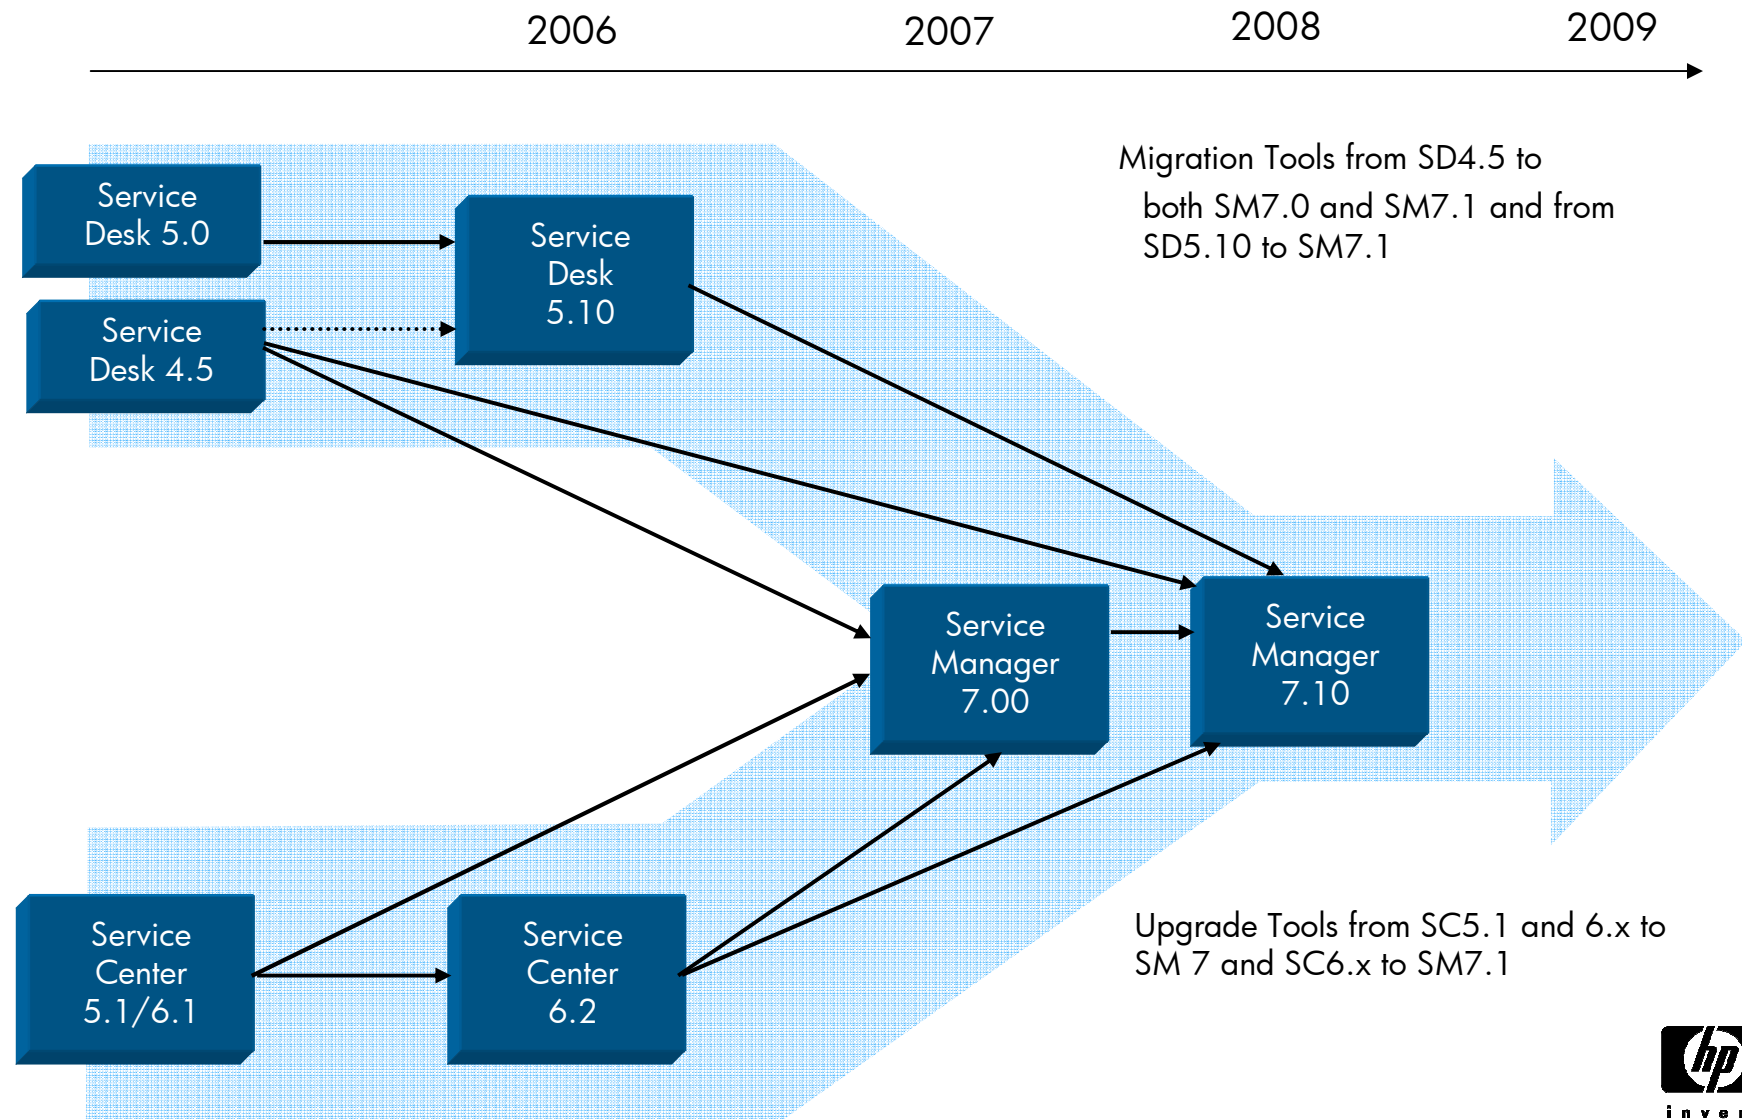 2006 2007 2008 2009
Migration Tools from SD4.5 to
both SM7.0 and SM7.1 and from
SD5.10 to SM7.1
Service
Desk 5.0
Service
Desk
5.10
Service
Desk 4.5
Service
Manager
7.00
Service
Manager
7.10
Service
Center
5.1/6.1
Service
Center
6.2
Upgrade Tools from SC5.1 and 6.x to
SM 7 and SC6.x to SM7.1
hp